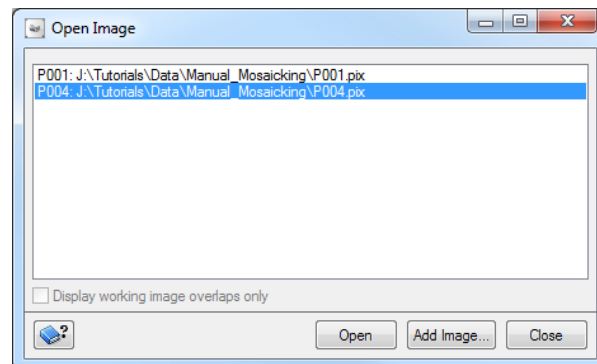 Open Image
P001: J:\Tutorials\Data\Manual_Mosaicking\P001.pix
P004: J:\Tutorials\Data\Manual_Mosaicking\P004.pix
Display working image overlaps only
? Open Add Image... Close